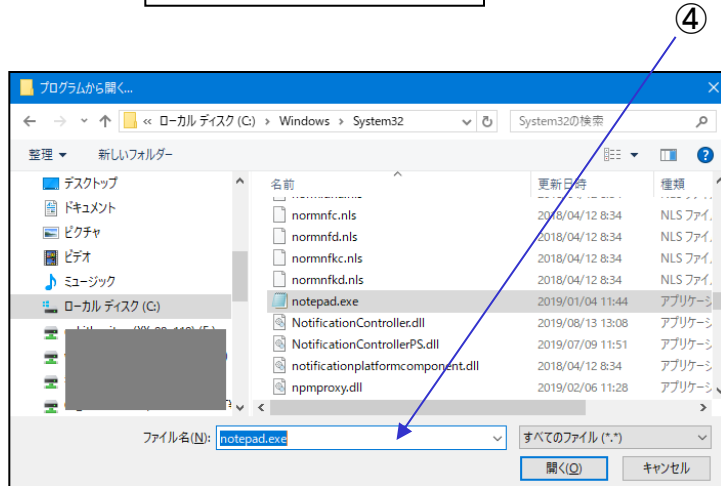 ④
プログラムから開く...
« ローカル ディスク (C:) › Windows › System32
System32の検索
整理 ▼ 新しいフォルダー
デスクトップ
ドキュメント
ピクチャ
ビデオ
ミュージック
ローカル ディスク (C:)
名前 更新日時 種類
normnfc.nls 2018/04/12 8:34 NLS ファイ.
normnfd.nls 2018/04/12 8:34 NLS ファイ.
normnfkc.nls 2018/04/12 8:34 NLS ファイ.
normnfkd.nls 2018/04/12 8:34 NLS ファイ.
notepad.exe 2019/01/04 11:44 アプリケーシ
NotificationController.dll 2019/08/13 13:08 アプリケーシ
NotificationControllerPS.dll 2019/07/09 11:51 アプリケーシ
notificationplatformcomponent.dll 2018/04/12 8:34 アプリケーシ
npmproxy.dll 2019/02/06 11:28 アプリケーシ
ファイル名(N): notepad.exe すべてのファイル (*.*)
開く(O) キャンセル